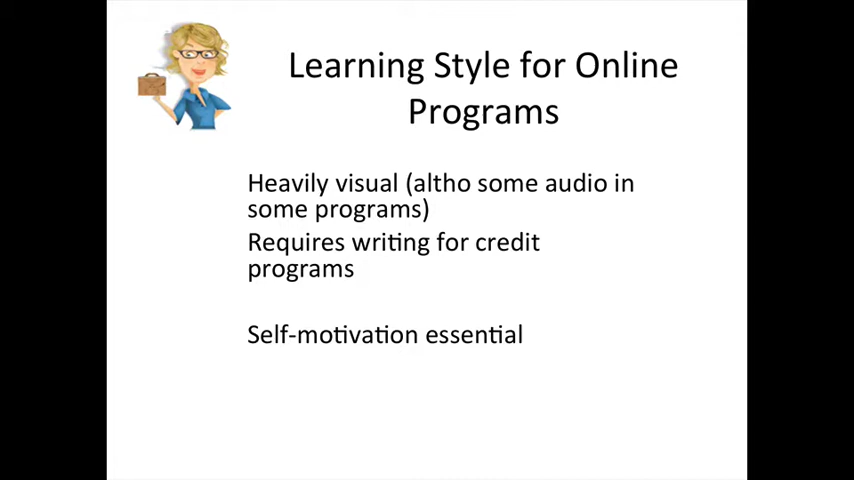 Learning Style for Online
Programs
Heavily visual (altho some audio in
some programs)
Requires writing for credit
programs
Self-motivation essential